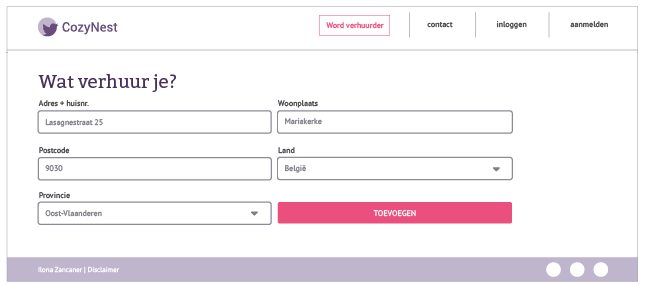 CozyNest
Word verhuurder
contact
inloggen
aanmelden
Wat verhuur je?
Adres + huisnr.
Woonplaats
Lasagnestraat 25
Mariakerke
Postcode
Land
9030
België
Provincie
Oost-Vlaanderen
TOEVOEGEN
Ilona Zancaner | Disclaimer